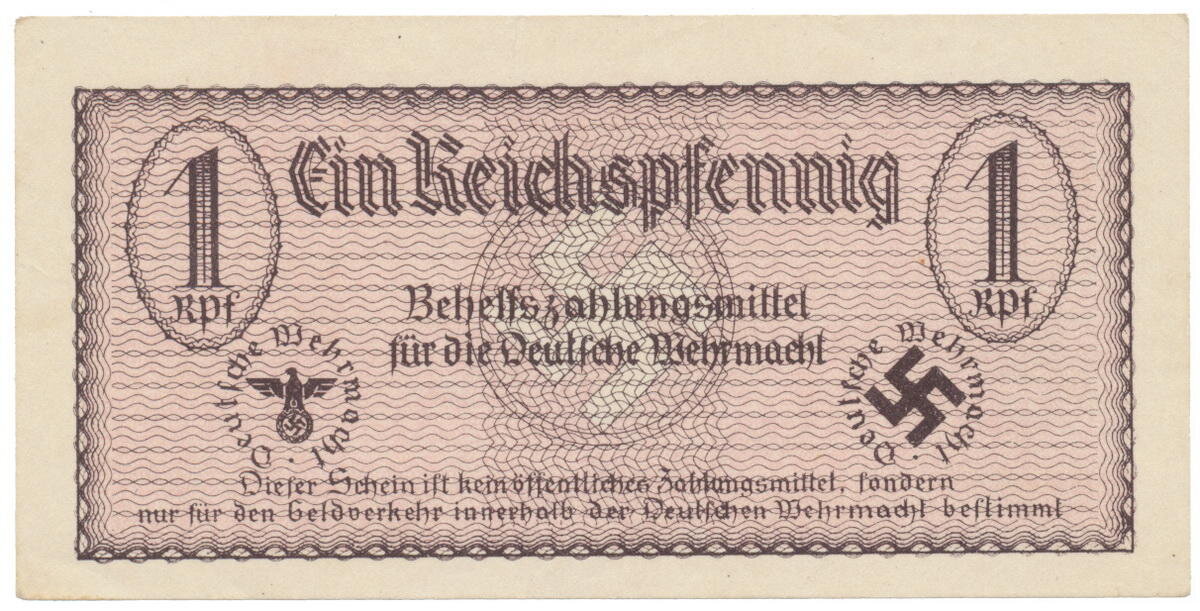 Ein Reichspfennig
1
Rpf
1
Rpf
Behelfszahlungsmittel
für die Deutsche Wehrmacht
Deutsche Wehrmacht ·
Deutsche Wehrmacht ·
Dieser Schein ist kein öffentliches Zahlungsmittel, sondern
nur für den Geldverkehr innerhalb der Deutschen Wehrmacht bestimmt